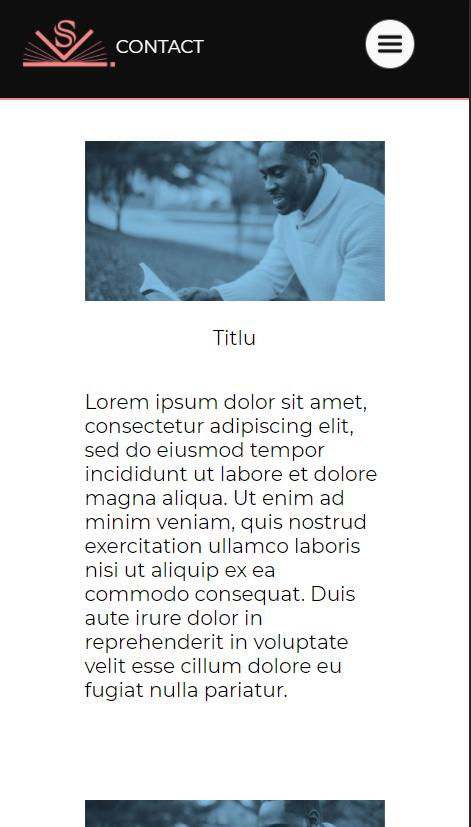 S
CONTACT
Titlu
Lorem ipsum dolor sit amet,
consectetur adipiscing elit,
sed do eiusmod tempor
incididunt ut labore et dolore
magna aliqua. Ut enim ad
minim veniam, quis nostrud
exercitation ullamco laboris
nisi ut aliquip ex ea
commodo consequat. Duis
aute irure dolor in
reprehenderit in voluptate
velit esse cillum dolore eu
fugiat nulla pariatur.